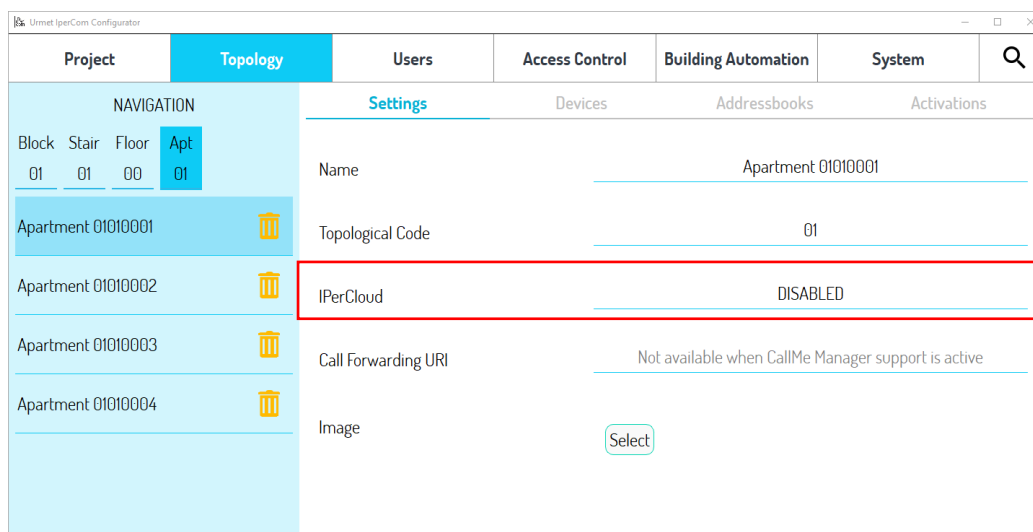 Urmet IperCom Configurator
Project Topology Users Access Control Building Automation System
NAVIGATION
Block Stair Floor Apt
01 01 00 01
Apartment 01010001
Apartment 01010002
Apartment 01010003
Apartment 01010004
Settings Devices Addressbooks Activations
Name Apartment 01010001
Topological Code 01
IPerCloud DISABLED
Call Forwarding URI Not available when CallMe Manager support is active
Image Select